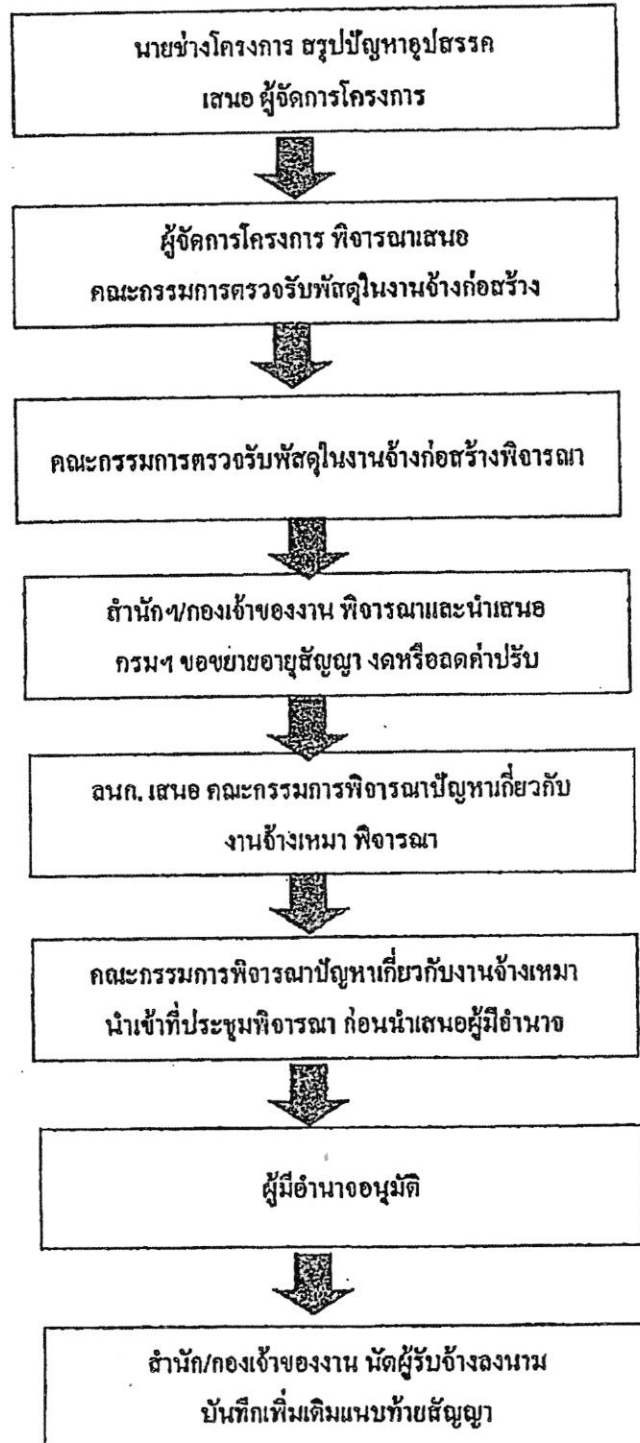 นายช่างโครงการ สรุปปัญหาอุปสรรค
เสนอ ผู้จัดการโครงการ
ผู้จัดการโครงการ พิจารณาเสนอ
คณะกรรมการตรวจรับพัสดุในงานจ้างก่อสร้าง
คณะกรรมการตรวจรับพัสดุในงานจ้างก่อสร้างพิจารณา
สำนักฯ/กองเจ้าของงาน พิจารณาและนำเสนอ
กรมฯ ขอขยายอายุสัญญา งดหรือลดค่าปรับ
ลนก. เสนอ คณะกรรมการพิจารณาปัญหาเกี่ยวกับ
งานจ้างเหมา พิจารณา
คณะกรรมการพิจารณาปัญหาเกี่ยวกับงานจ้างเหมา
นำเข้าที่ประชุมพิจารณา ก่อนนำเสนอผู้มีอำนาจ
ผู้มีอำนาจอนุมัติ
สำนัก/กองเจ้าของงาน นัดผู้รับจ้างลงนาม
บันทึกเพิ่มเติมแนบท้ายสัญญา